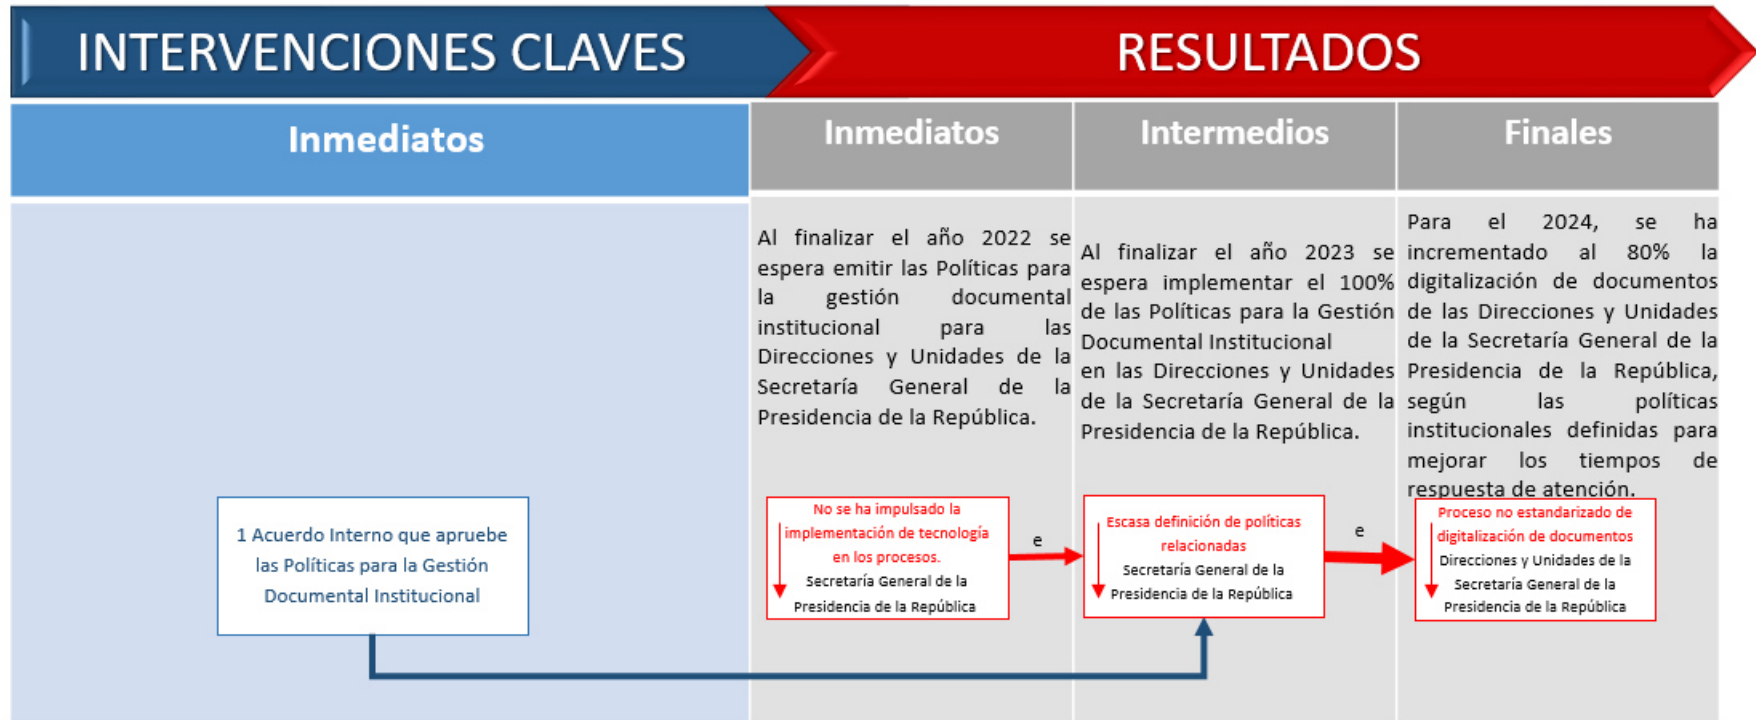 INTERVENCIONES CLAVES
RESULTADOS
Inmediatos
Inmediatos
Intermedios
Finales
Al finalizar el año 2022 se
espera emitir las Políticas para
la gestión documental
institucional para las
Direcciones y Unidades de la
Secretaría General de la
Presidencia de la República.
Al finalizar el año 2023 se
espera implementar el 100%
de las Políticas para la Gestión
Documental Institucional
en las Direcciones y Unidades
de la Secretaría General de la
Presidencia de la República.
Para el 2024, se ha
incrementado al 80% la
digitalización de documentos
de las Direcciones y Unidades
de la Secretaría General de la
Presidencia de la República,
según las políticas
institucionales definidas para
mejorar los tiempos de
respuesta de atención.
1 Acuerdo Interno que apruebe
las Políticas para la Gestión
Documental Institucional
No se ha impulsado la
implementación de tecnología
en los procesos.
Secretaría General de la
Presidencia de la República
e
Escasa definición de políticas
relacionadas
Secretaría General de la
Presidencia de la República
e
Proceso no estandarizado de
digitalización de documentos
Direcciones y Unidades de la
Secretaría General de la
Presidencia de la República